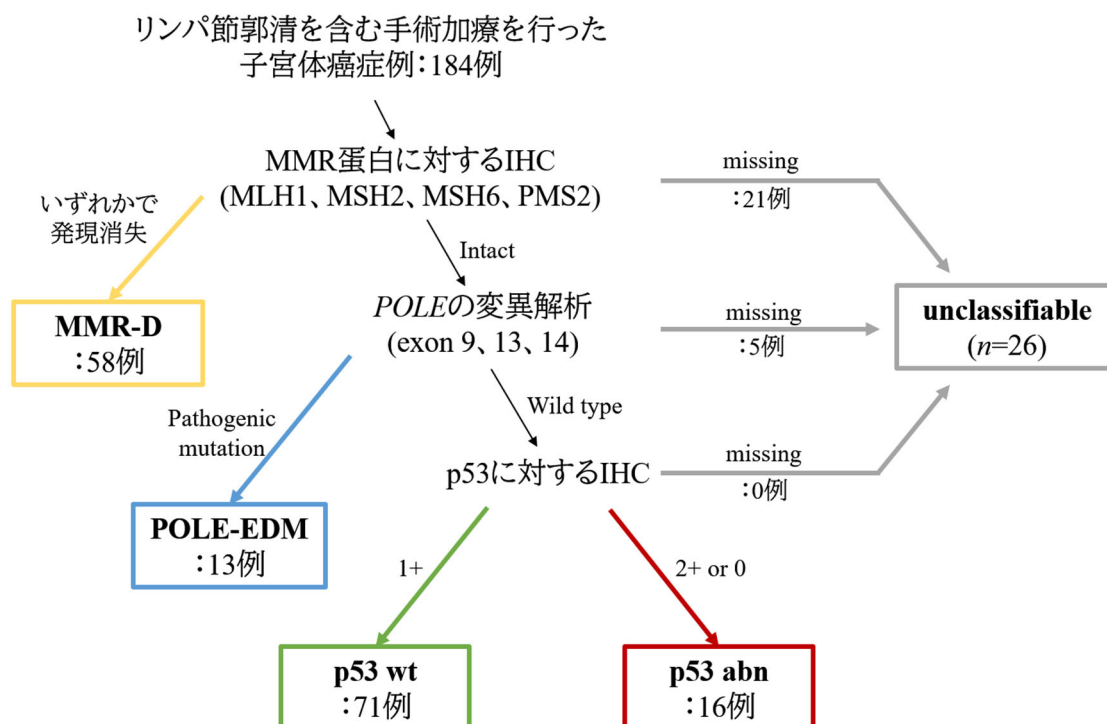 リンパ節郭清を含む手術加療を行った
子宮体癌症例：184例
MMR蛋白に対するIHC
(MLH1、MSH2、MSH6、PMS2)
missing
：21例
いずれかで
発現消失
Intact
MMR-D
：58例
POLEの変異解析
(exon 9、13、14)
missing
：5例
unclassifiable
(n=26)
Pathogenic
mutation
Wild type
p53に対するIHC
missing
：0例
POLE-EDM
：13例
1+
2+ or 0
p53 wt
：71例
p53 abn
：16例